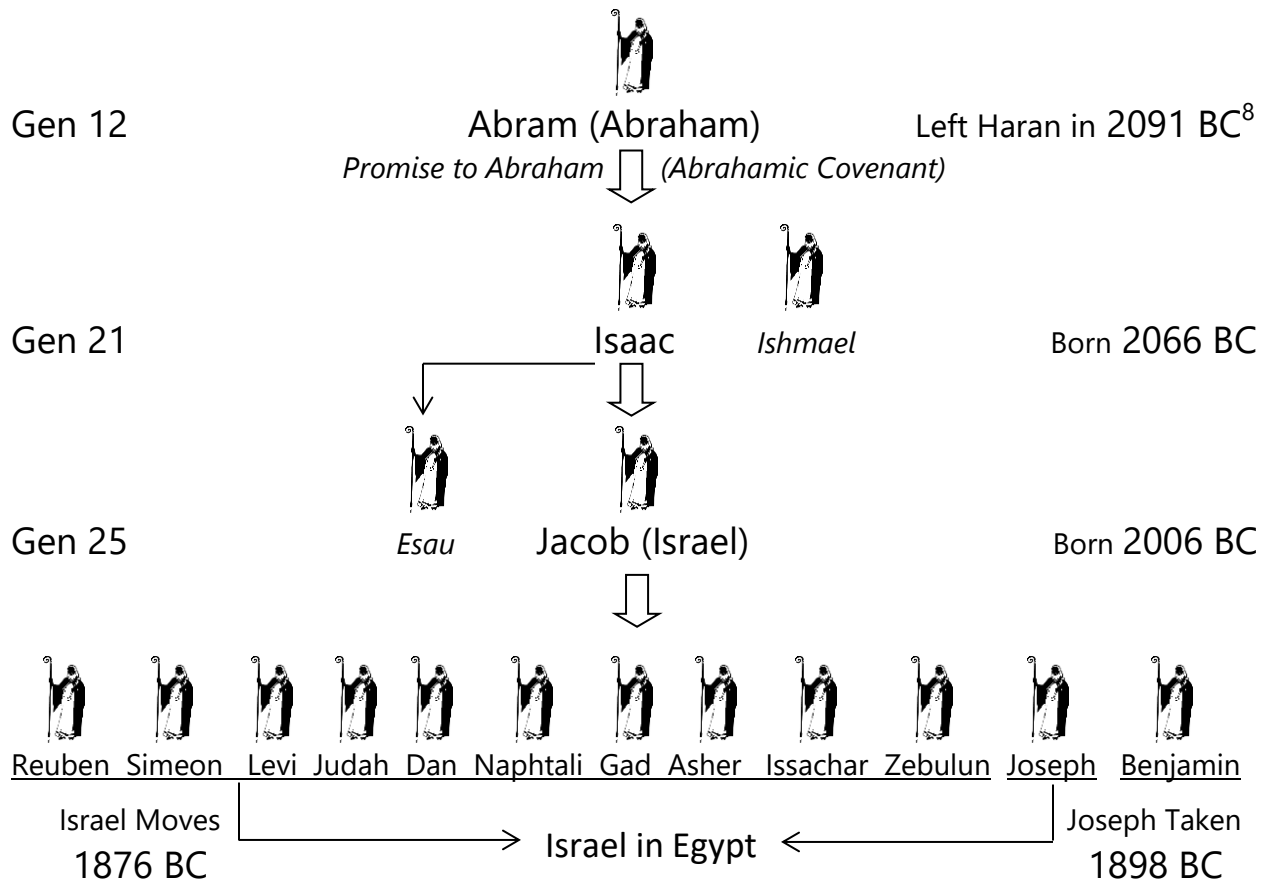 Gen 12 Abram (Abraham) Left Haran in 2091 BC8
Promise to Abraham (Abrahamic Covenant)
Gen 21 Isaac Ishmael Born 2066 BC
Gen 25 Esau Jacob (Israel) Born 2006 BC
Reuben Simeon Levi Judah Dan Naphtali Gad Asher Issachar Zebulun Joseph Benjamin
Israel Moves Joseph Taken
1876 BC Israel in Egypt 1898 BC